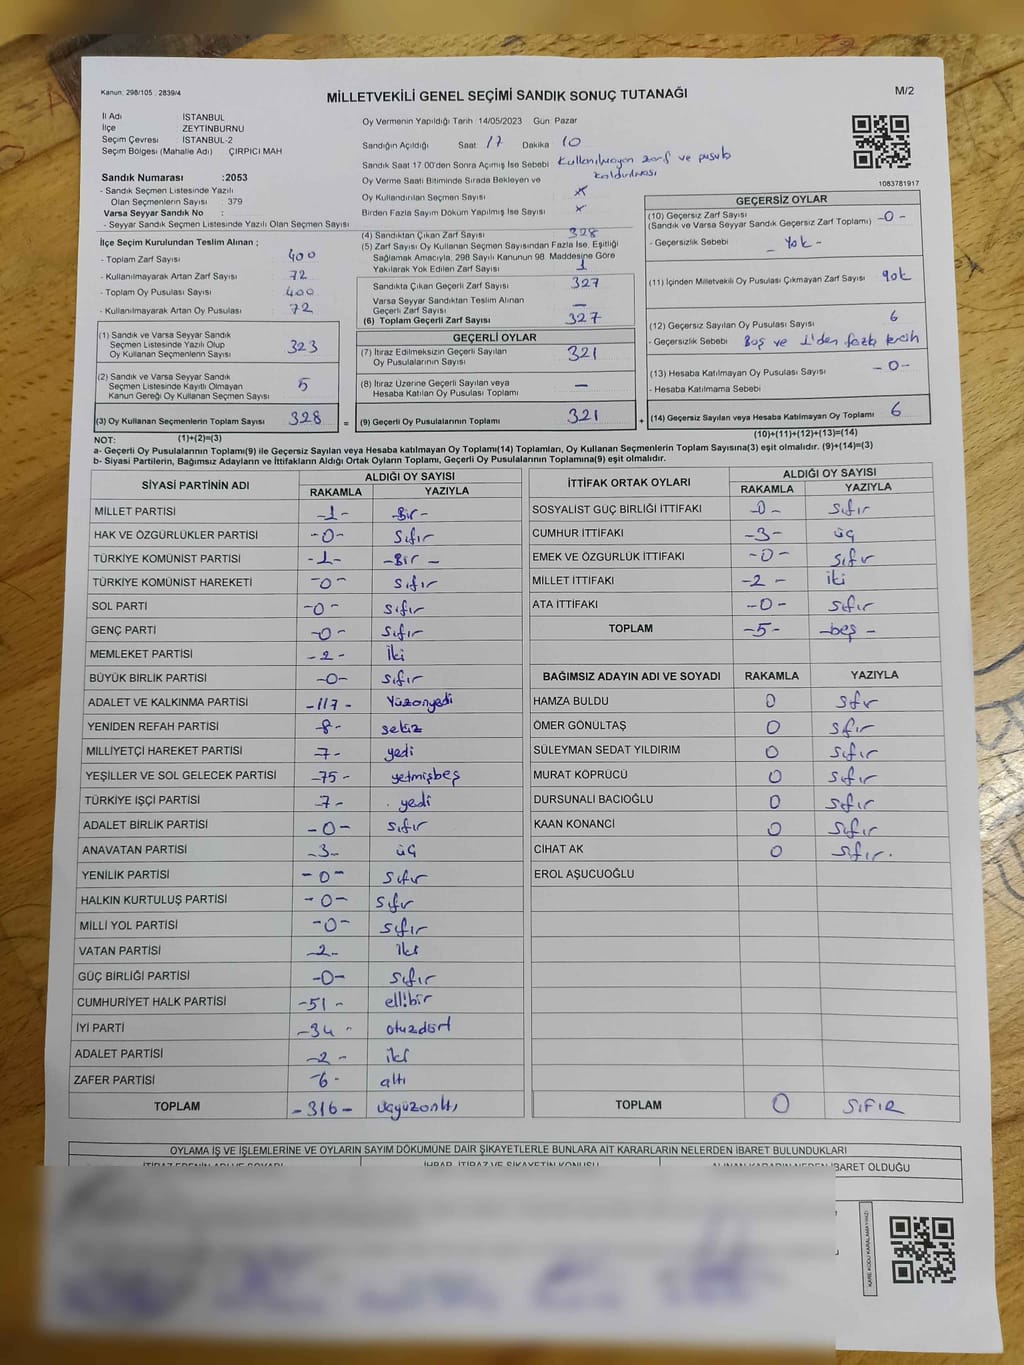 Kanun: 298/105 , 2839/4
MİLLETVEKİLİ GENEL SEÇİMİ SANDIK SONUÇ TUTANAĞI
M/2
İl Adı İSTANBUL
İlçe ZEYTİNBURNU
Seçim Çevresi İSTANBUL-2
Seçim Bölgesi (Mahalle Adı) ÇIRPICI MAH
Sandık Numarası :2053
- Sandık Seçmen Listesinde Yazılı
Olan Seçmenlerin Sayısı 379
Varsa Seyyar Sandık No :
- Seyyar Sandık Seçmen Listesinde Yazılı Olan Seçmen Sayısı
Oy Vermenin Yapıldığı Tarih 14/05/2023 Gün Pazar
Sandığın Açıldığı Saat 17 Dakika 10
Sandık Saat 17.00'den Sonra Açılmış İse Sebebi Kullanılmayan zarf ve pusula
kaldırılması
Oy Verme Saati Bitiminde Sırada Bekleyen ve
Oy Kullandırılan Seçmen Sayısı x
Birden Fazla Sayım Döküm Yapılmış İse Sayısı x
1083781917
İlçe Seçim Kurulundan Teslim Alınan ;
- Toplam Zarf Sayısı 400
- Kullanılmayarak Artan Zarf Sayısı 72
- Toplam Oy Pusulası Sayısı 400
- Kullanılmayarak Artan Oy Pusulası 72
(4) Sandıktan Çıkan Zarf Sayısı 328
(5) Zarf Sayısı Oy Kullanan Seçmen Sayısından Fazla İse, Eşitliği
Sağlamak Amacıyla, 298 Sayılı Kanunun 98. Maddesine Göre
Yakılarak Yok Edilen Zarf Sayısı 1
Sandıkta Çıkan Geçerli Zarf Sayısı 327
Varsa Seyyar Sandıktan Teslim Alınan
Geçerli Zarf Sayısı —
(6) Toplam Geçerli Zarf Sayısı 327
GEÇERSİZ OYLAR
(10) Geçersiz Zarf Sayısı -0-
(Sandık ve Varsa Seyyar Sandık Geçersiz Zarf Toplamı)
- Geçersizlik Sebebi - Yok -
(11) İçinden Milletvekili Oy Pusulası Çıkmayan Zarf Sayısı yok
(12) Geçersiz Sayılan Oy Pusulası Sayısı 6
- Geçersizlik Sebebi Boş ve 1'den fazla tercih
(13) Hesaba Katılmayan Oy Pusulası Sayısı -0-
- Hesaba Katılmama Sebebi
(14) Geçersiz Sayılan veya Hesaba Katılmayan Oy Toplamı 6
(10)+(11)+(12)+(13)=(14)
(1) Sandık ve Varsa Seyyar Sandık
Seçmen Listesinde Yazılı Olup
Oy Kullanan Seçmenlerin Sayısı 323
(2) Sandık ve Varsa Seyyar Sandık
Seçmen Listesinde Kayıtlı Olmayan
Kanun Gereği Oy Kullanan Seçmen Sayısı 5
(3) Oy Kullanan Seçmenlerin Toplam Sayısı 328 =
(1)+(2)=(3)
GEÇERLİ OYLAR
(7) İtiraz Edilmeksizin Geçerli Sayılan
Oy Pusulalarının Sayısı 321
(8) İtiraz Üzerine Geçerli Sayılan veya
Hesaba Katılan Oy Pusulası Toplamı —
(9) Geçerli Oy Pusulalarının Toplamı 321 +
NOT:
a- Geçerli Oy Pusulalarının Toplamı(9) ile Geçersiz Sayılan veya Hesaba katılmayan Oy Toplamı(14) Toplamları, Oy Kullanan Seçmenlerin Toplam Sayısına(3) eşit olmalıdır. (9)+(14)=(3)
b- Siyasi Partilerin, Bağımsız Adayların ve İttifakların Aldığı Ortak Oyların Toplamı, Geçerli Oy Pusulalarının Toplamına(9) eşit olmalıdır.
SİYASİ PARTİNİN ADI ALDIĞI OY SAYISI
RAKAMLA YAZIYLA
MİLLET PARTİSİ -1- -Bir-
HAK VE ÖZGÜRLÜKLER PARTİSİ -0- Sıfır
TÜRKİYE KOMÜNİST PARTİSİ -1- -Bir-
TÜRKİYE KOMÜNİST HAREKETİ -0- Sıfır
SOL PARTİ -0- sıfır
GENÇ PARTİ -0- sıfır
MEMLEKET PARTİSİ -2- İki
BÜYÜK BİRLİK PARTİSİ -0- sıfır
ADALET VE KALKINMA PARTİSİ -117- Yüzonyedi
YENİDEN REFAH PARTİSİ -8- sekiz
MİLLİYETÇİ HAREKET PARTİSİ -7- yedi
YEŞİLLER VE SOL GELECEK PARTİSİ -75- yetmişbeş
TÜRKİYE İŞÇİ PARTİSİ -7- yedi
ADALET BİRLİK PARTİSİ -0- sıfır
ANAVATAN PARTİSİ -3- üç
YENİLİK PARTİSİ -0- sıfır
HALKIN KURTULUŞ PARTİSİ -0- sıfır
MİLLİ YOL PARTİSİ -0- sıfır
VATAN PARTİSİ -2- iki
GÜÇ BİRLİĞİ PARTİSİ -0- sıfır
CUMHURİYET HALK PARTİSİ -51- ellibir
İYİ PARTİ -34- otuzdört
ADALET PARTİSİ -2- iki
ZAFER PARTİSİ -6- altı
TOPLAM -316- üçyüzonaltı
İTTİFAK ORTAK OYLARI ALDIĞI OY SAYISI
RAKAMLA YAZIYLA
SOSYALİST GÜÇ BİRLİĞİ İTTİFAKI -0- sıfır
CUMHUR İTTİFAKI -3- üç
EMEK VE ÖZGÜRLÜK İTTİFAKI -0- sıfır
MİLLET İTTİFAKI -2- iki
ATA İTTİFAKI -0- sıfır
TOPLAM -5- -beş-
BAĞIMSIZ ADAYIN ADI VE SOYADI RAKAMLA YAZIYLA
HAMZA BULDU 0 sıfır
ÖMER GÖNÜLTAŞ 0 sıfır
SÜLEYMAN SEDAT YILDIRIM 0 sıfır
MURAT KÖPRÜCÜ 0 sıfır
DURSUNALİ BACIOĞLU 0 sıfır
KAAN KONANCİ 0 sıfır
CİHAT AK 0 sıfır.
EROL AŞUCUOĞLU
TOPLAM 0 SIFIR
OYLAMA İŞ VE İŞLEMLERİNE VE OYLARIN SAYIM DÖKÜMÜNE DAİR ŞİKAYETLERLE BUNLARA AİT KARARLARIN NELERDEN İBARET BULUNDUKLARI
İTİRAZ EDENİN ADI VE SOYADI İHBAR, İTİRAZ VE ŞİKAYETİN KONUSU ALINAN KARARIN NEDEN İBARET OLDUĞU
KARE KODU KARALAMAYINIZ!